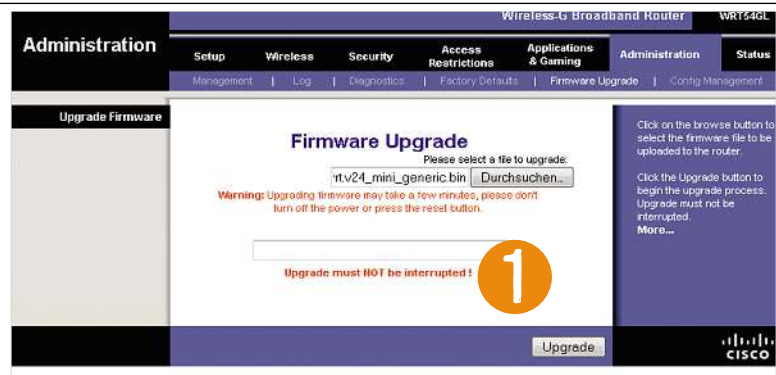 Wireless-G Broadband Router WRT54GL
Administration
Setup Wireless Security Access Restrictions Applications & Gaming Administration Status
Management | Log | Diagnostics | Factory Defaults | Firmware Upgrade | Config Management
Upgrade Firmware
Firmware Upgrade
Please select a file to upgrade:
rt.v24_mini_generic.bin Durchsuchen...
Warning: Upgrading firmware may take a few minutes, please don't
turn off the power or press the reset button.
Upgrade must NOT be interrupted !
1
Click on the browse button to
select the firmware file to be
uploaded to the router.
Click the Upgrade button to
begin the upgrade process.
Upgrade must not be
interrupted.
More...
Upgrade
CISCO